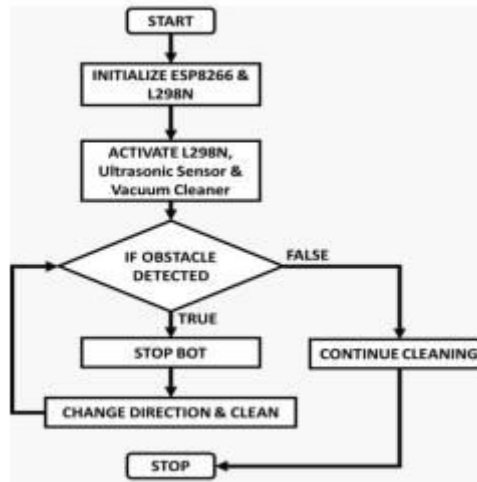 START
INITIALIZE ESP8266 &
L298N
ACTIVATE L298N,
Ultrasonic Sensor &
Vacuum Cleaner
IF OBSTACLE
DETECTED
FALSE
TRUE
STOP BOT
CONTINUE CLEANING
CHANGE DIRECTION & CLEAN
STOP